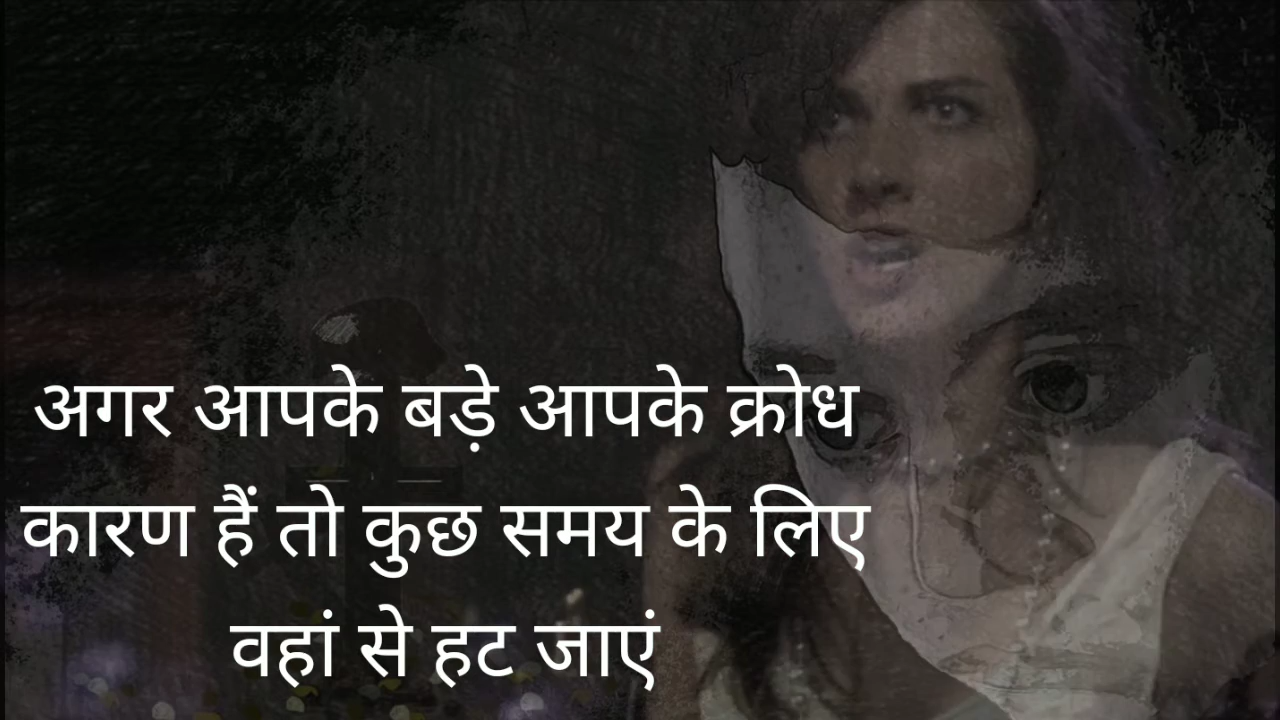 अगर आपके बड़े आपके क्रोध
कारण हैं तो कुछ समय के लिए
वहां से हट जाएं